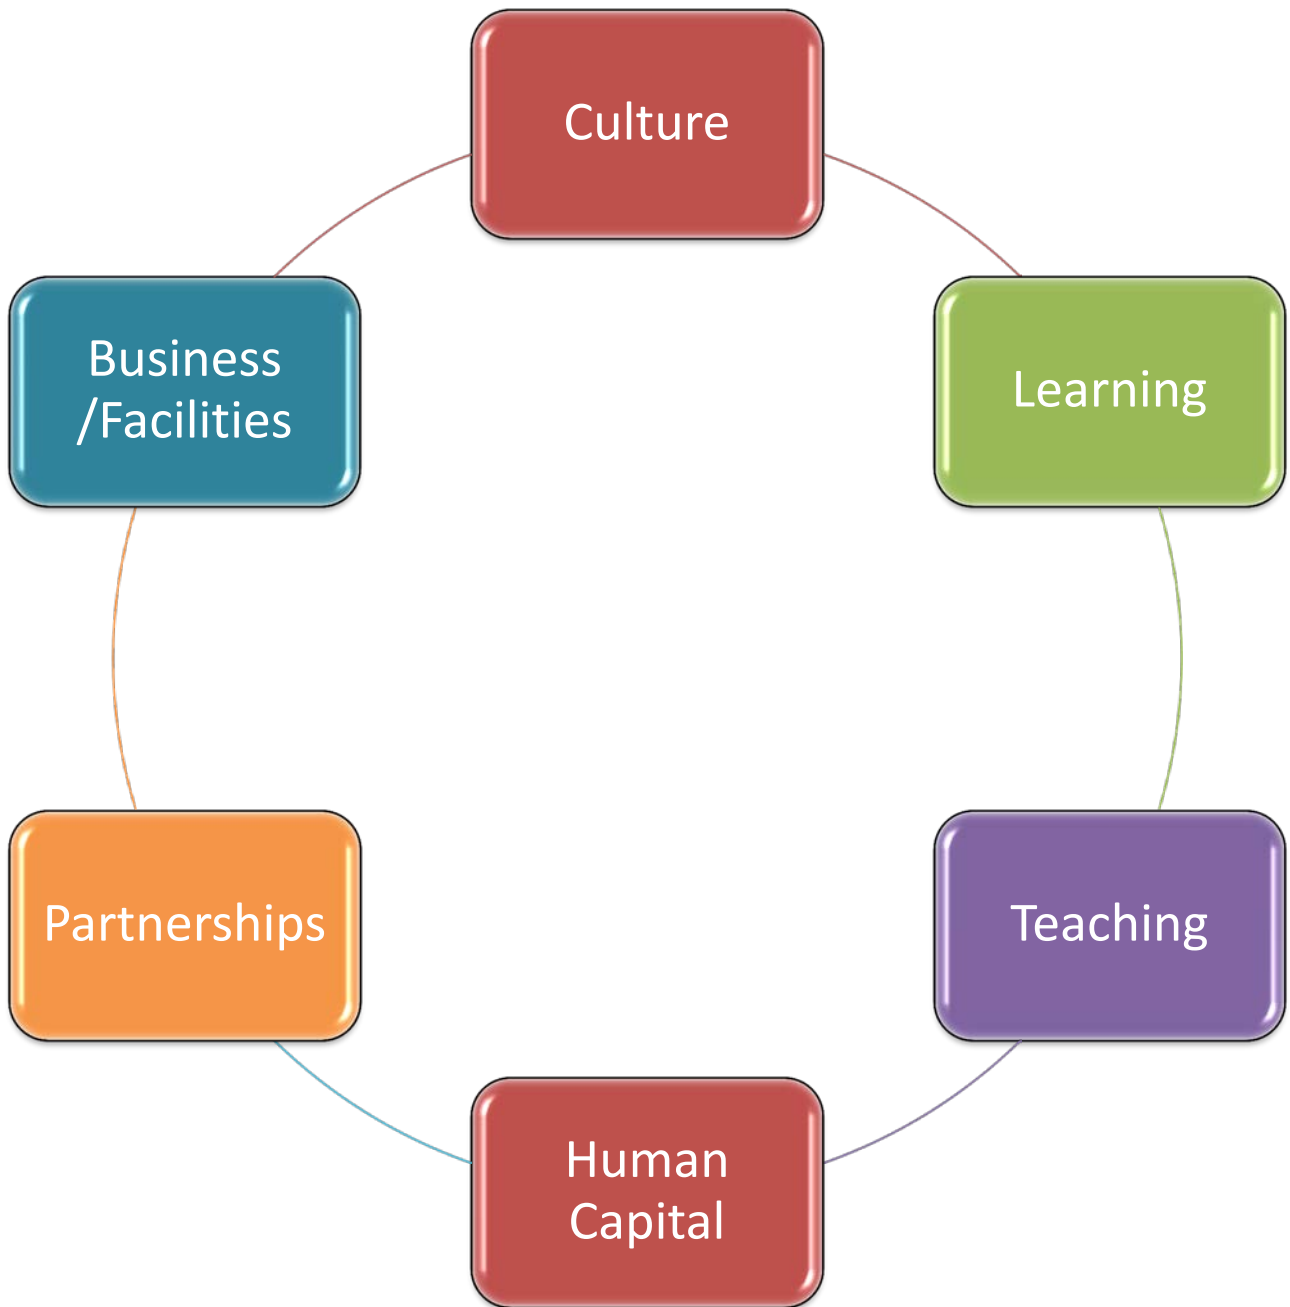 Culture
Learning
Teaching
Human
Capital
Partnerships
Business
/Facilities